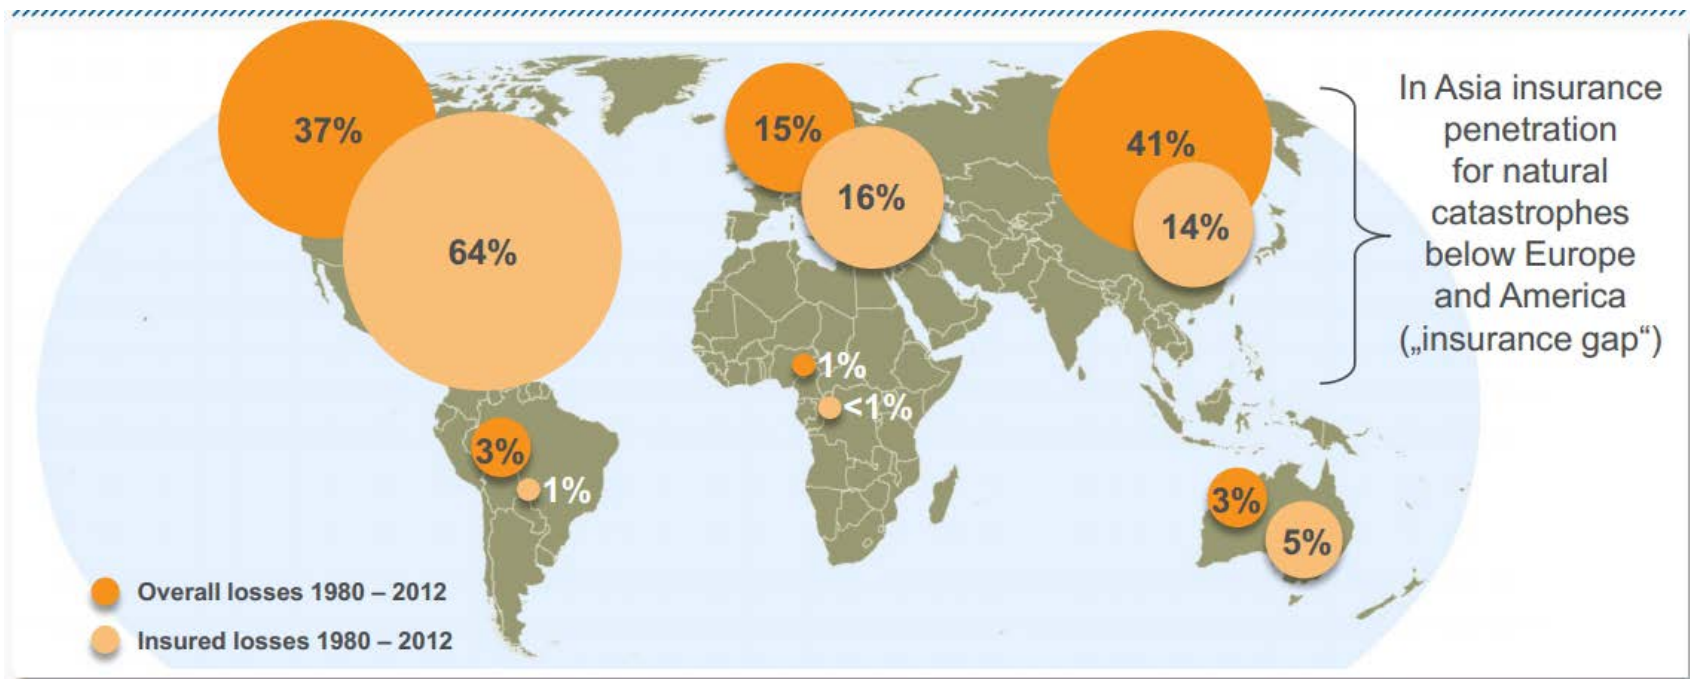 37%
64%
15%
16%
41%
14%
In Asia insurance
penetration
for natural
catastrophes
below Europe
and America
(„insurance gap“)
1%
<1%
3%
1%
3%
5%
Overall losses 1980 – 2012
Insured losses 1980 – 2012